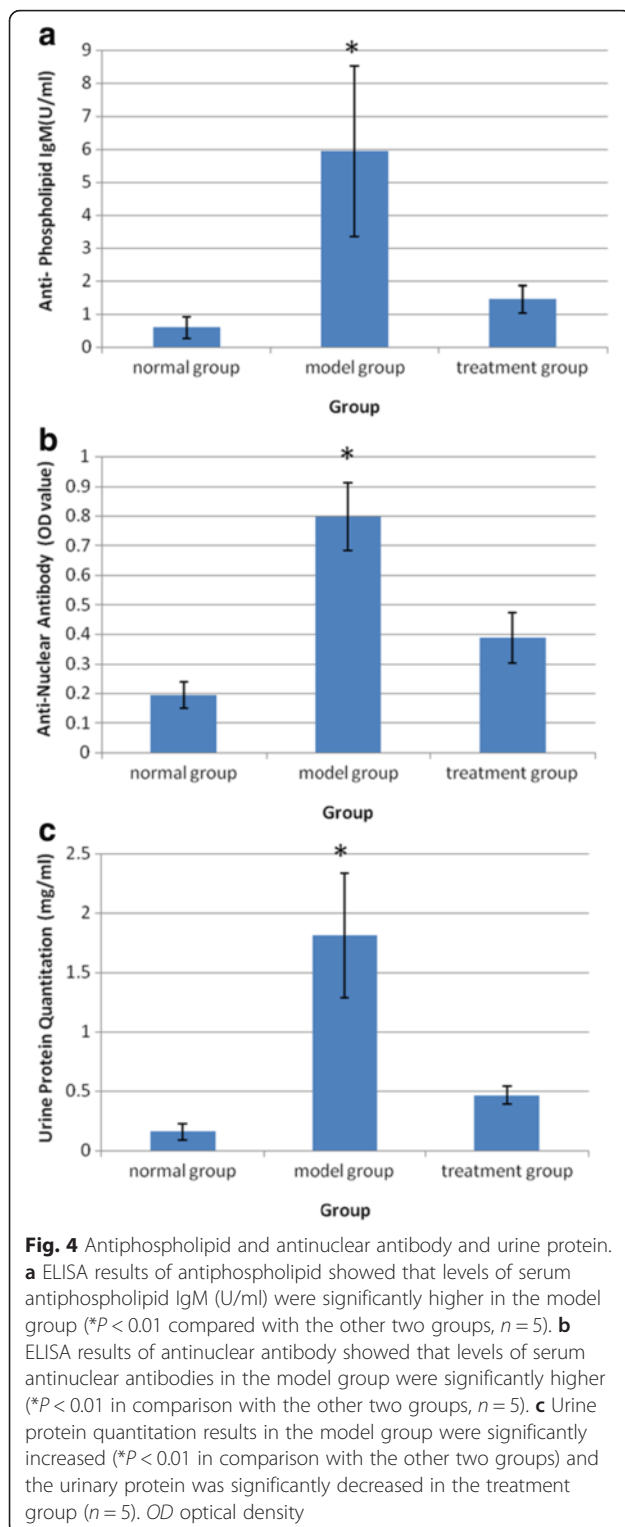 a
Anti- Phospholipid IgM(U/ml)
9
8
7
6
5
4
3
2
1
0
*
normal group model group treatment group
Group
b
Anti-Nuclear Antibody (OD value)
1
0.9
0.8
0.7
0.6
0.5
0.4
0.3
0.2
0.1
0
*
normal group model group treatment group
Group
c
Urine Protein Quantitation (mg/ml)
2.5
2
1.5
1
0.5
0
*
normal group model group treatment group
Group
Fig. 4 Antiphospholipid and antinuclear antibody and urine protein.
a ELISA results of antiphospholipid showed that levels of serum
antiphospholipid IgM (U/ml) were significantly higher in the model
group (*P < 0.01 compared with the other two groups, n = 5). b
ELISA results of antinuclear antibody showed that levels of serum
antinuclear antibodies in the model group were significantly higher
(*P < 0.01 in comparison with the other two groups, n = 5). c Urine
protein quantitation results in the model group were significantly
increased (*P < 0.01 in comparison with the other two groups) and
the urinary protein was significantly decreased in the treatment
group (n = 5). OD optical density